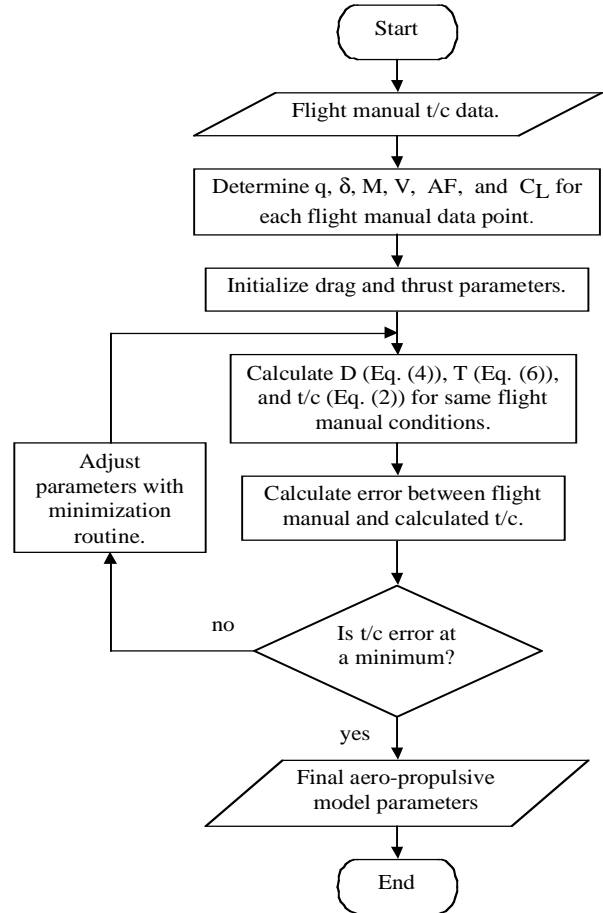 Start
Flight manual t/c data.
Determine q, δ, M, V, AF, and CL for
each flight manual data point.
Initialize drag and thrust parameters.
Calculate D (Eq. (4)), T (Eq. (6)),
and t/c (Eq. (2)) for same flight
manual conditions.
Adjust
parameters with
minimization
routine.
Calculate error between flight
manual and calculated t/c.
no
Is t/c error at
a minimum?
yes
Final aero-propulsive
model parameters
End